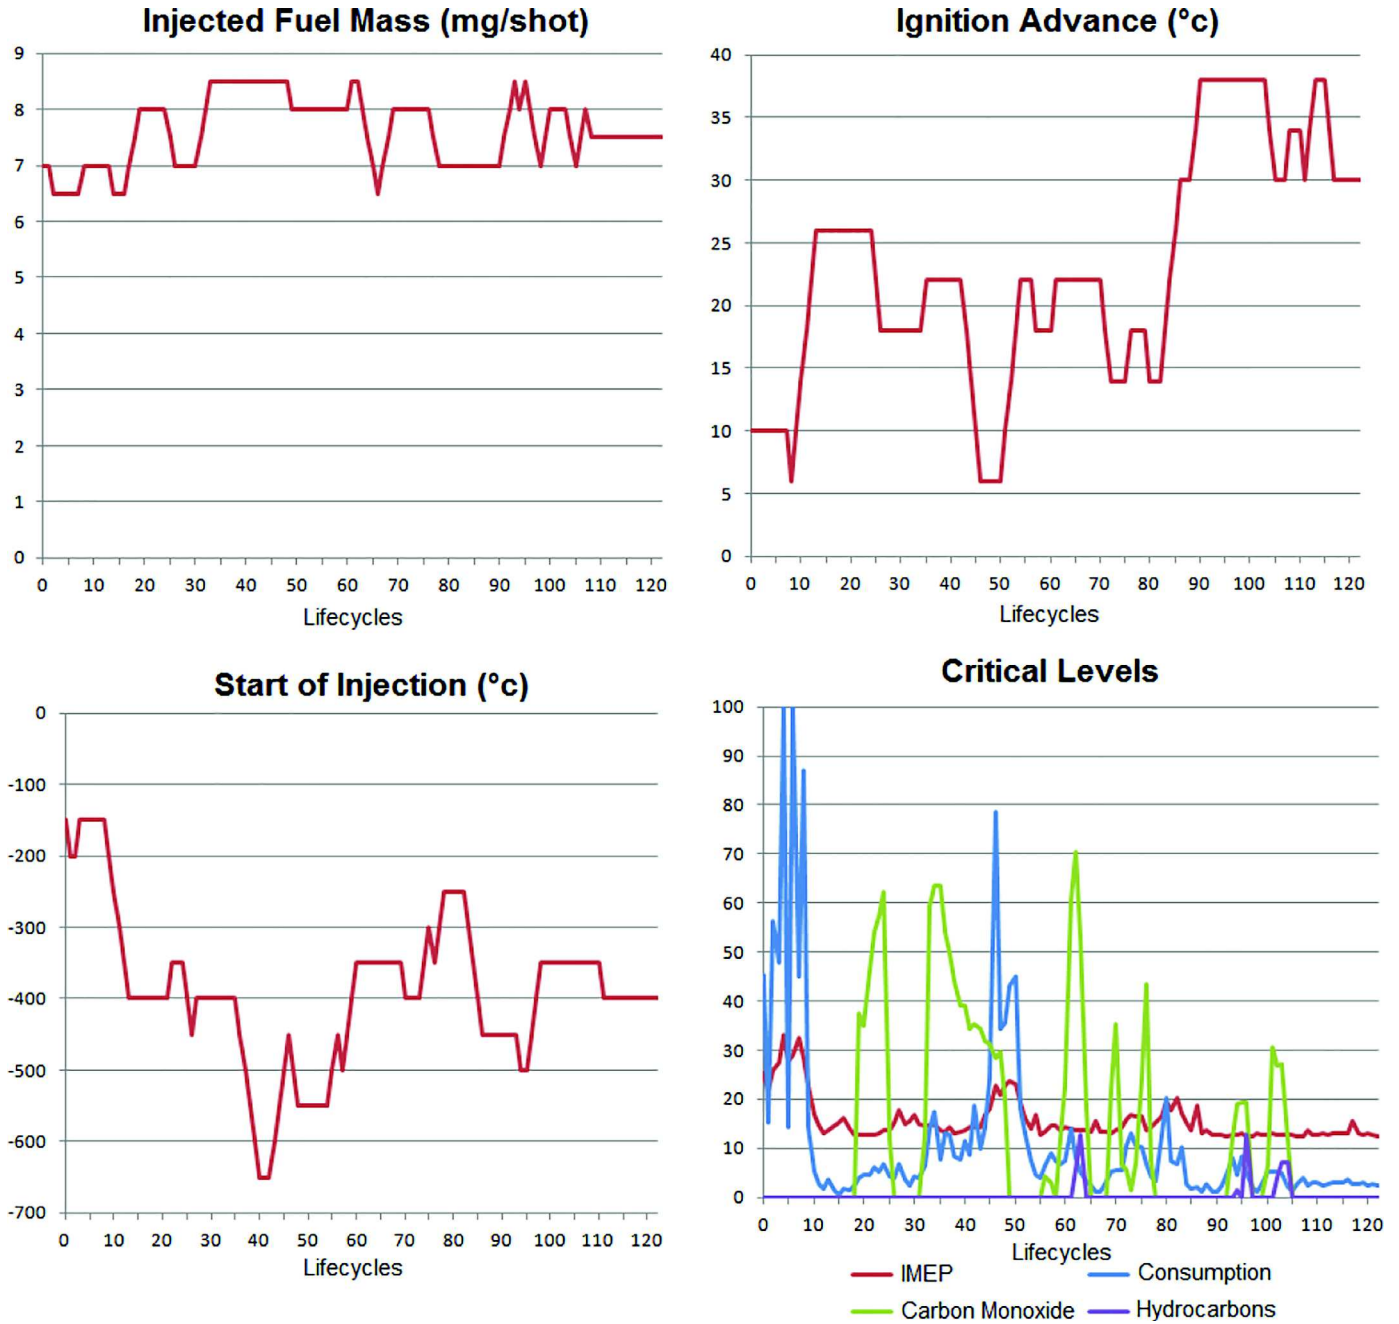 Injected Fuel Mass (mg/shot)
9
8
7
6
5
4
3
2
1
0
0 10 20 30 40 50 60 70 80 90 100 110 120
Lifecycles
Ignition Advance (°c)
40
35
30
25
20
15
10
5
0
0 10 20 30 40 50 60 70 80 90 100 110 120
Lifecycles
Start of Injection (°c)
0
-100
-200
-300
-400
-500
-600
-700
0 10 20 30 40 50 60 70 80 90 100 110 120
Lifecycles
Critical Levels
100
90
80
70
60
50
40
30
20
10
0
0 10 20 30 40 50 60 70 80 90 100 110 120
Lifecycles
IMEP Consumption
Carbon Monoxide Hydrocarbons